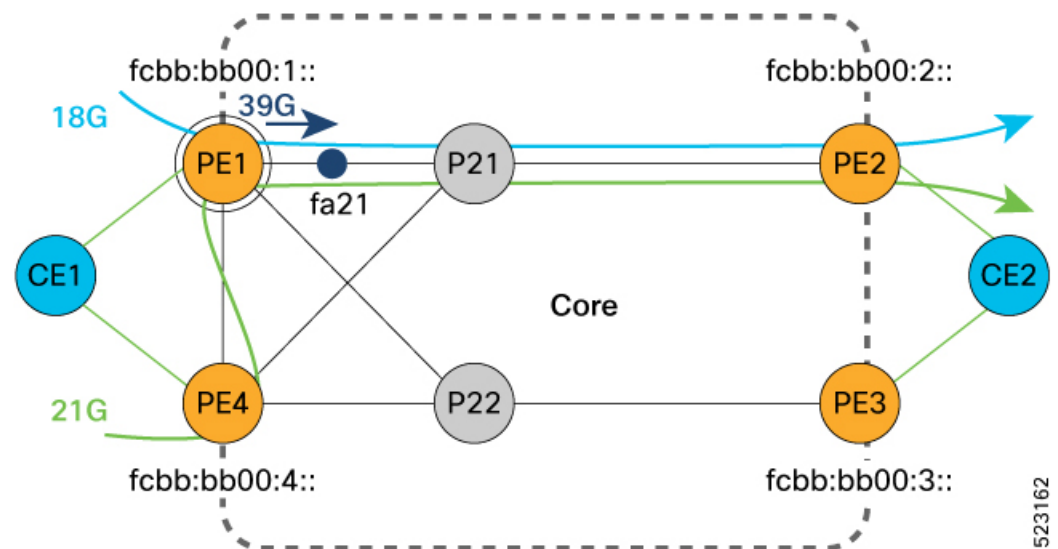 fcbb:bb00:1::
fcbb:bb00:2::
18G
39G
PE1
P21
PE2
fa21
CE1
CE2
Core
PE4
P22
PE3
21G
fcbb:bb00:4::
fcbb:bb00:3::
523162